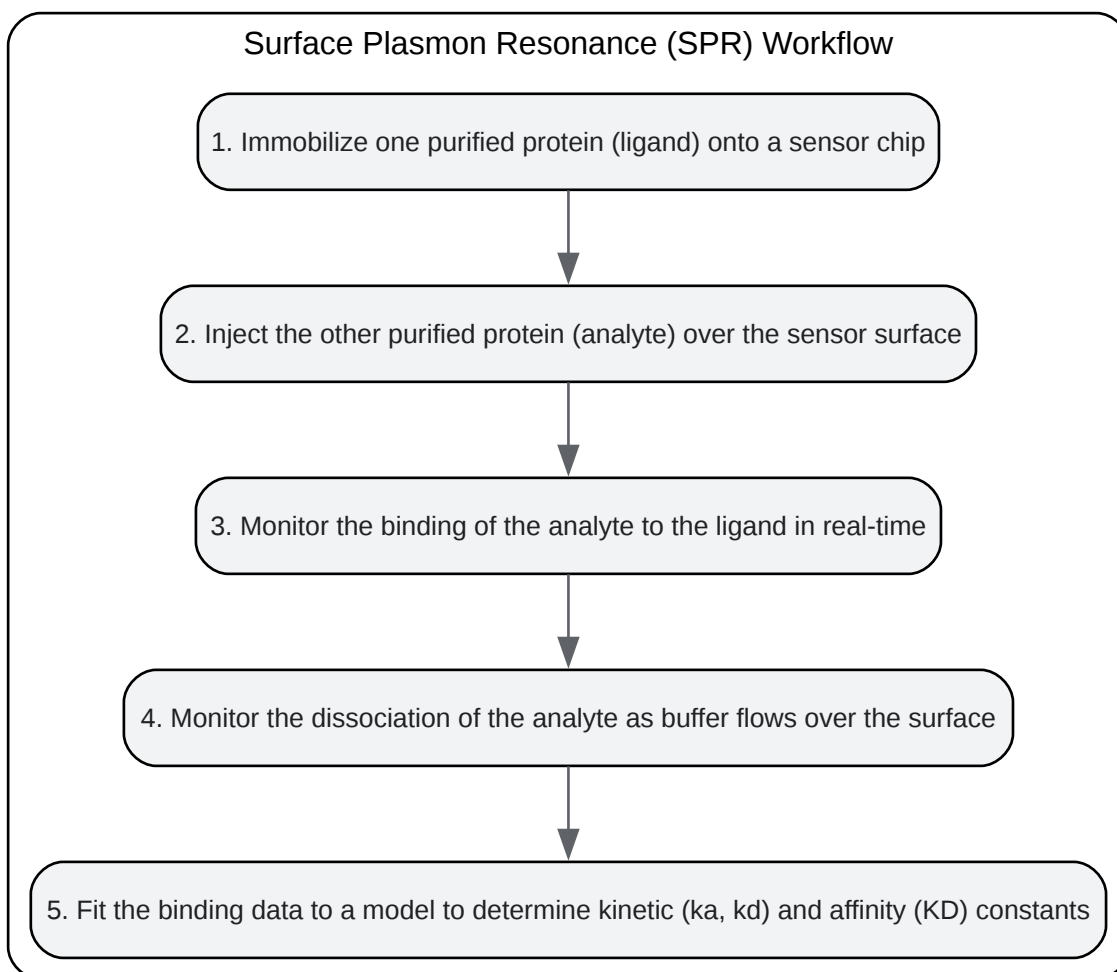 Surface Plasmon Resonance (SPR) Workflow
1. Immobilize one purified protein (ligand) onto a sensor chip
2. Inject the other purified protein (analyte) over the sensor surface
3. Monitor the binding of the analyte to the ligand in real-time
4. Monitor the dissociation of the analyte as buffer flows over the surface
5. Fit the binding data to a model to determine kinetic (ka, kd) and affinity (KD) constants